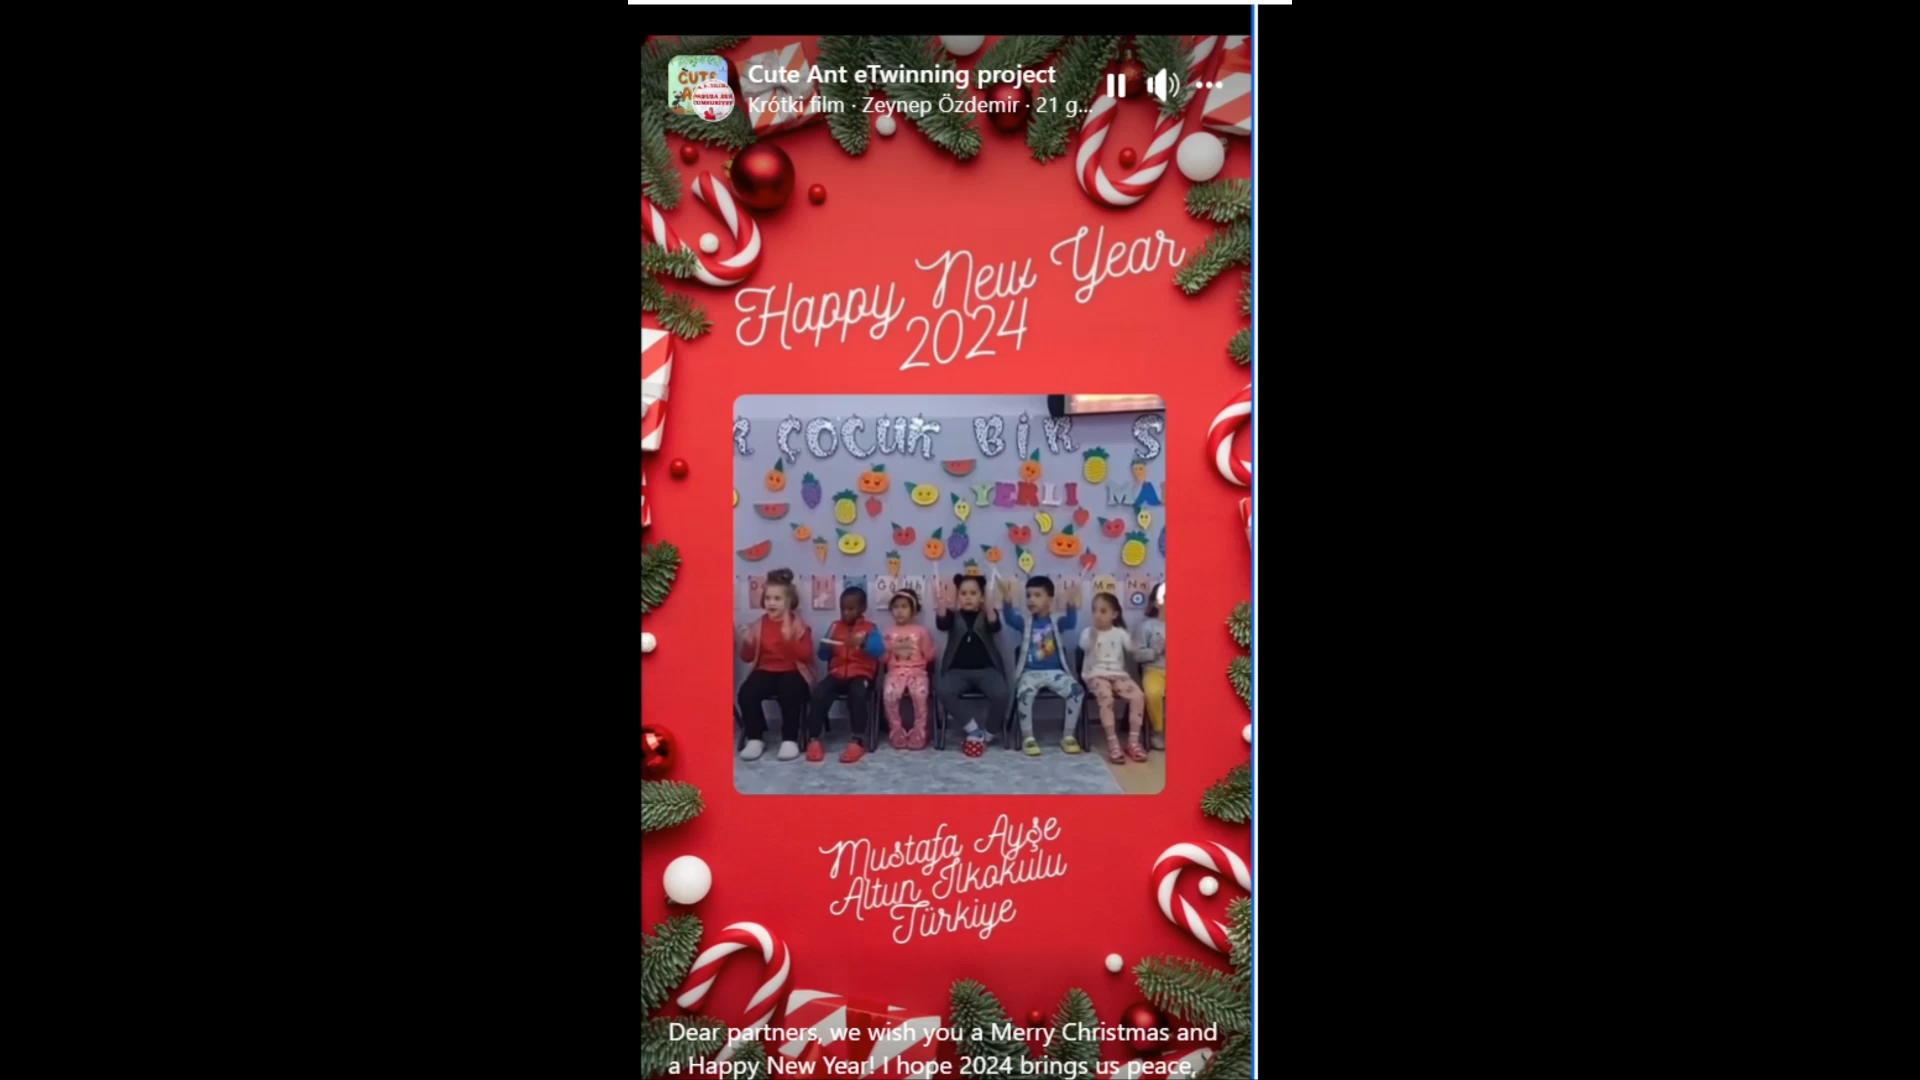 Cute Ant eTwinning project
Krótki film · Zeynep Özdemir · 21 g...
Happy New Year
2024
ÇOCUK BİR S
YERLİ MA
Mm Nn
Mustafa Ayşe
Altun İlkokulu
Türkiye
Dear partners, we wish you a Merry Christmas and
a Happy New Year! I hope 2024 brings us peace,